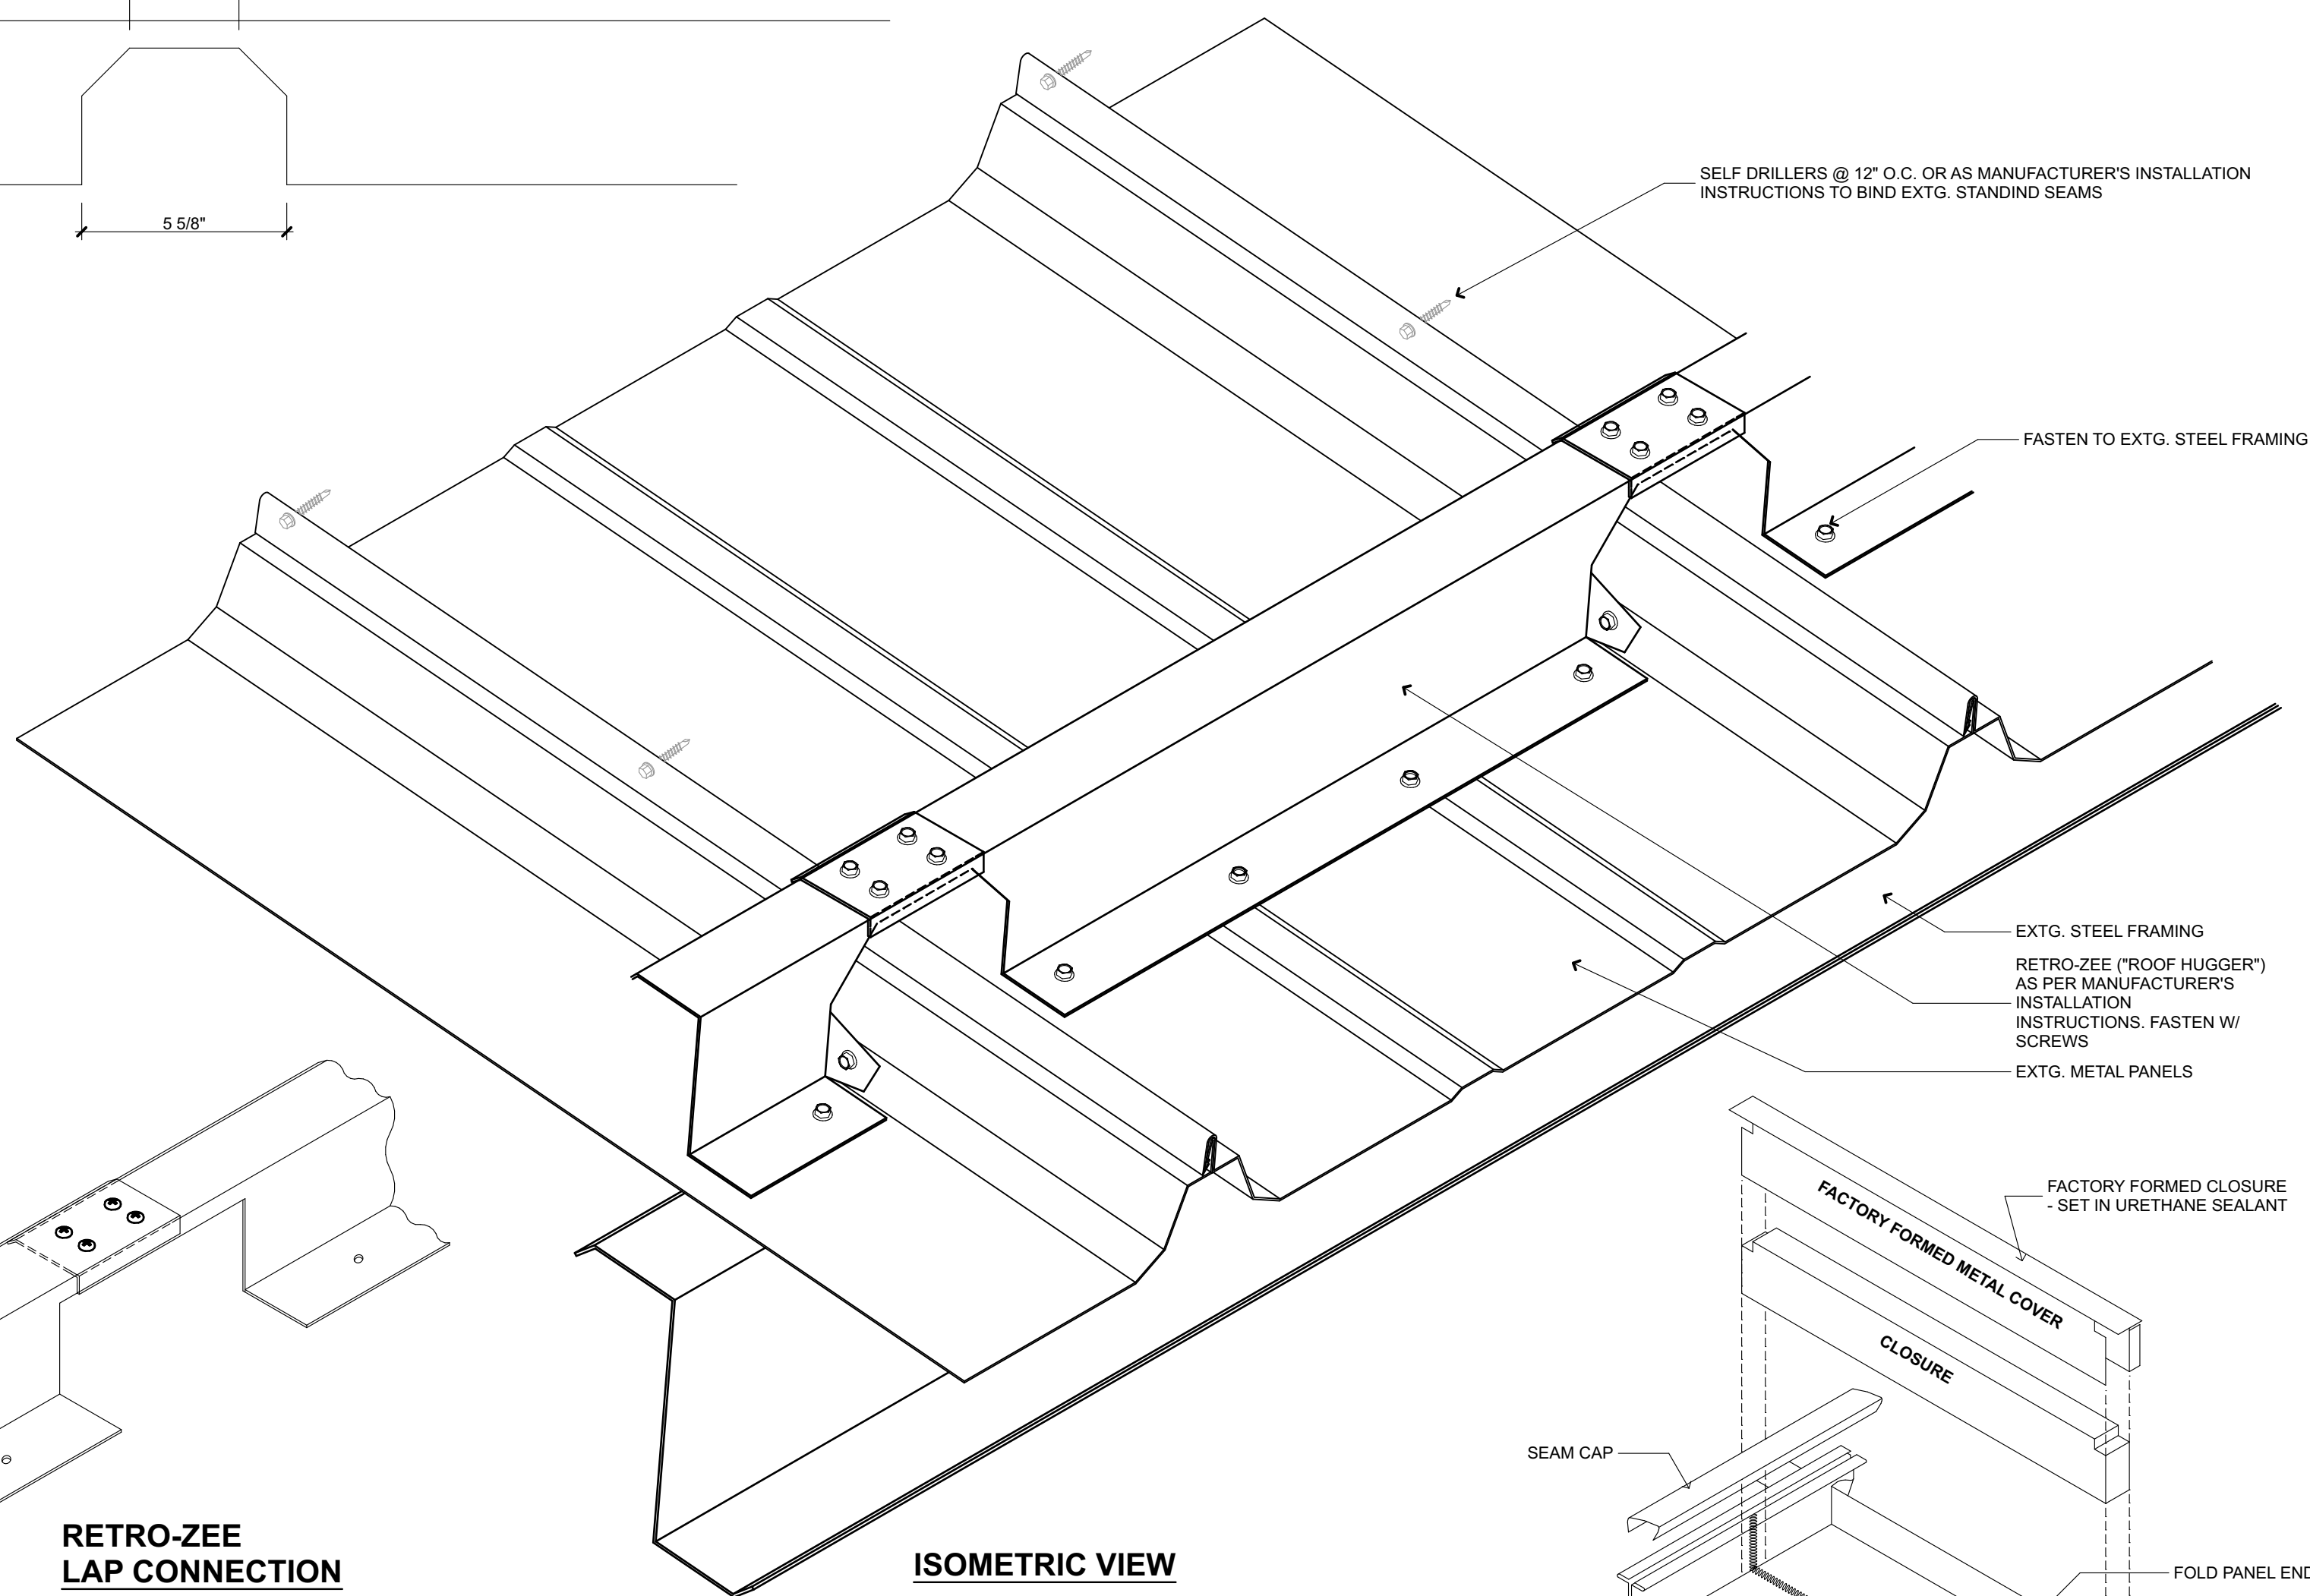 5 5/8"
SELF DRILLERS @ 12" O.C. OR AS MANUFACTURER'S INSTALLATION
INSTRUCTIONS TO BIND EXTG. STANDIND SEAMS
FASTEN TO EXTG. STEEL FRAMING
EXTG. STEEL FRAMING
RETRO-ZEE ("ROOF HUGGER")
AS PER MANUFACTURER'S
INSTALLATION
INSTRUCTIONS. FASTEN W/
SCREWS
EXTG. METAL PANELS
FACTORY FORMED CLOSURE
- SET IN URETHANE SEALANT
FACTORY FORMED METAL COVER
CLOSURE
SEAM CAP
FOLD PANEL END
RETRO-ZEE
LAP CONNECTION
ISOMETRIC VIEW